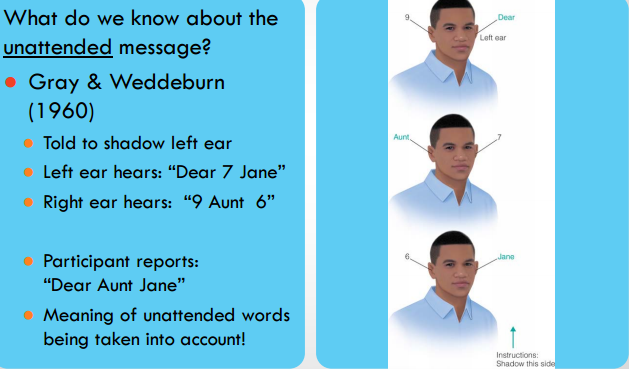 What do we know about the
unattended message?
Gray & Weddeburn
(1960)
Told to shadow left ear
Left ear hears: “Dear 7 Jane”
Right ear hears: “9 Aunt 6”
Participant reports:
“Dear Aunt Jane”
Meaning of unattended words
being taken into account!
9
Dear
Left ear
Aunt
7
6
Jane
Instructions:
Shadow this side